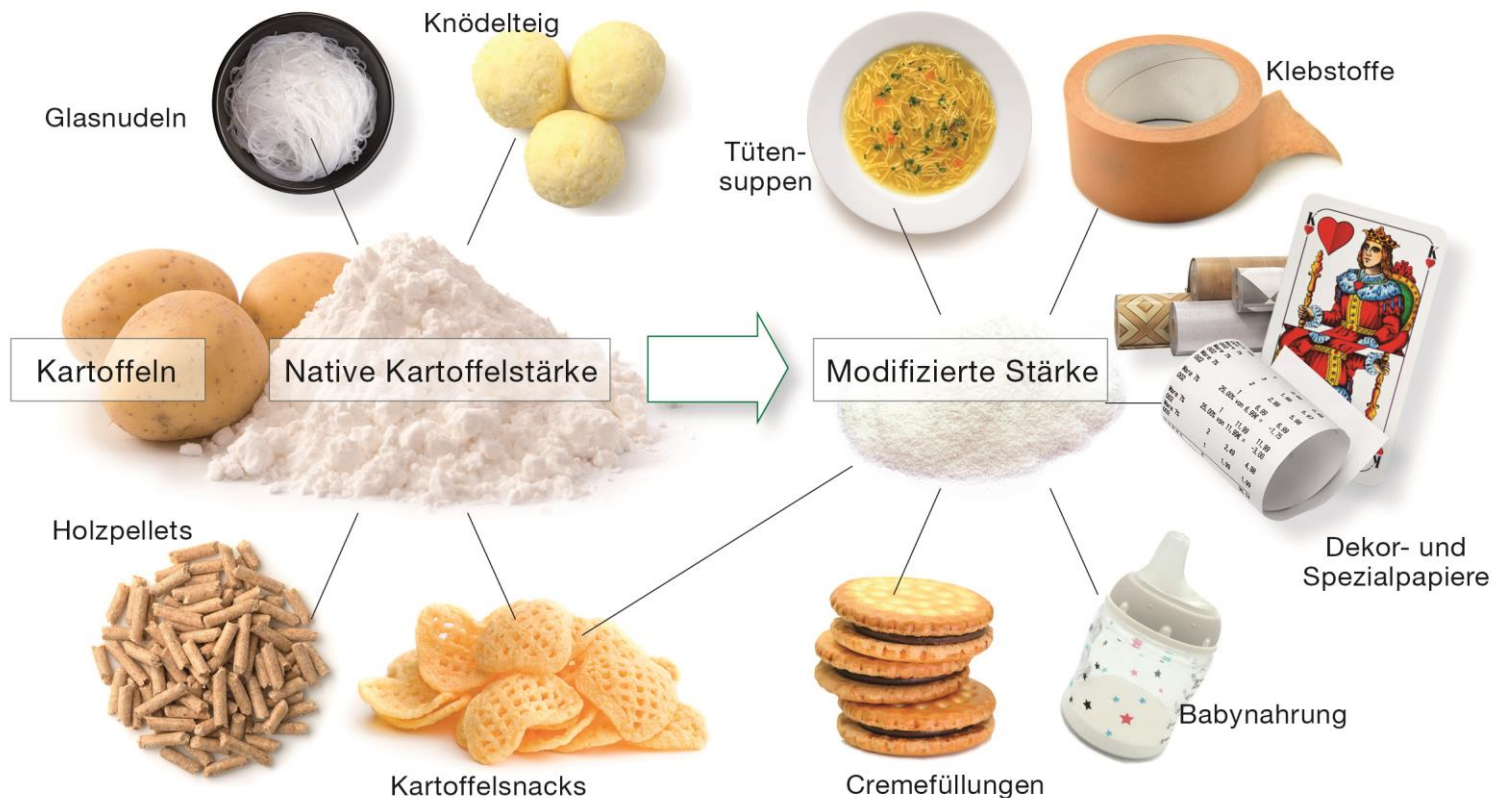 Knödelteig
Glasnudeln
Klebstoffe
Tüten-
suppen
K
K
Kartoffeln
Native Kartoffelstärke
Modifizierte Stärke
Holzpellets
Dekor- und
Spezialpapiere
Babynahrung
Kartoffelsnacks
Cremefüllungen